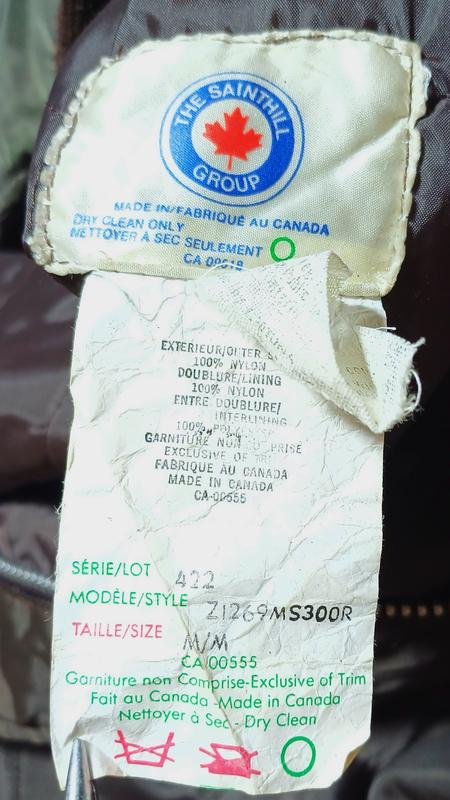 THE SAINTHILL
GROUP
MADE IN/FABRIQUÉ AU CANADA
DRY CLEAN ONLY
NETTOYER À SEC SEULEMENT
CA
EXTERIEUR/OUTER
100% NYLON
DOUBLURE/LINING
100% NYLON
ENTRE DOUBLURE/
INTERLINING
100%
GARNITURE NON
EXCLUSIVE OF
FABRIQUE AU CANADA
MADE IN CANADA
CA-00555
SÉRIE/LOT 422
MODÈLE/STYLE Z1269MS300R
TAILLE/SIZE M/M
CA 00555
Garniture non Comprise-Exclusive of Trim
Fait au Canada -Made in Canada
Nettoyer à Sec - Dry Clean